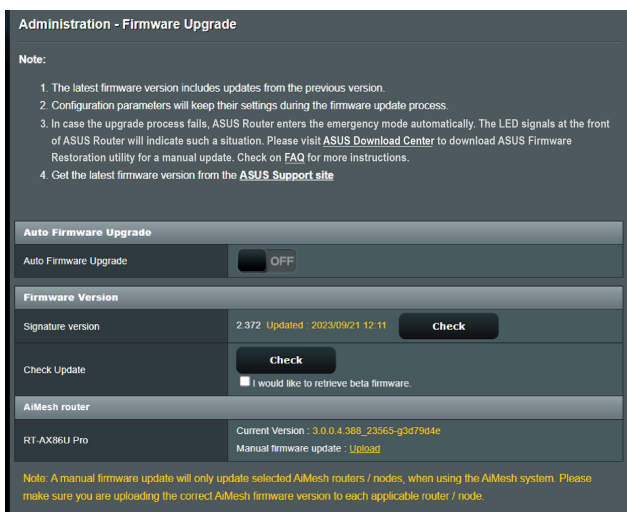 Administration - Firmware Upgrade
Note:
1. The latest firmware version includes updates from the previous version.
2. Configuration parameters will keep their settings during the firmware update process.
3. In case the upgrade process fails, ASUS Router enters the emergency mode automatically. The LED signals at the front
of ASUS Router will indicate such a situation. Please visit ASUS Download Center to download ASUS Firmware
Restoration utility for a manual update. Check on FAQ for more instructions.
4. Get the latest firmware version from the ASUS Support site
Auto Firmware Upgrade
Auto Firmware Upgrade OFF
Firmware Version
Signature version 2.372 Updated : 2023/09/21 12:11 Check
Check Update Check
I would like to retrieve beta firmware.
AiMesh router
RT-AX86U Pro Current Version : 3.0.0.4.388_23565-g3d79d4e
Manual firmware update : Upload
Note: A manual firmware update will only update selected AiMesh routers / nodes, when using the AiMesh system. Please
make sure you are uploading the correct AiMesh firmware version to each applicable router / node.